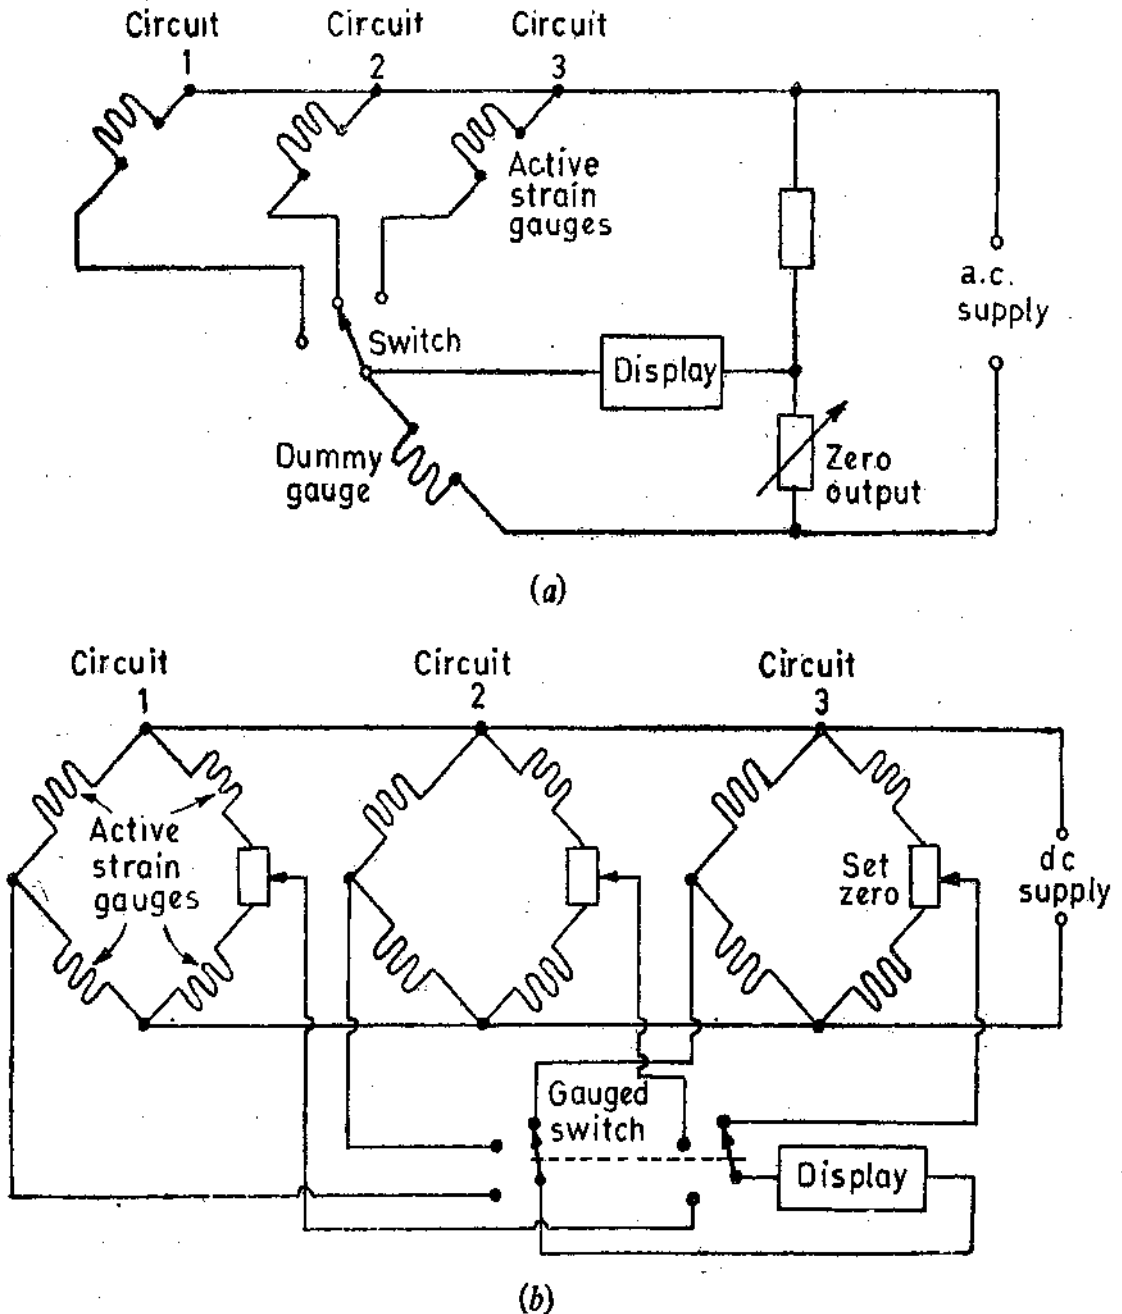 Circuit
1
Circuit
2
Circuit
3
Active
strain
gauges
a.c.
supply
Switch
Display
Dummy
gauge
Zero
output
(a)
Circuit
1
Circuit
2
Circuit
3
Active
strain
gauges
Set
zero
dc
supply
Gauged
switch
Display
(b)